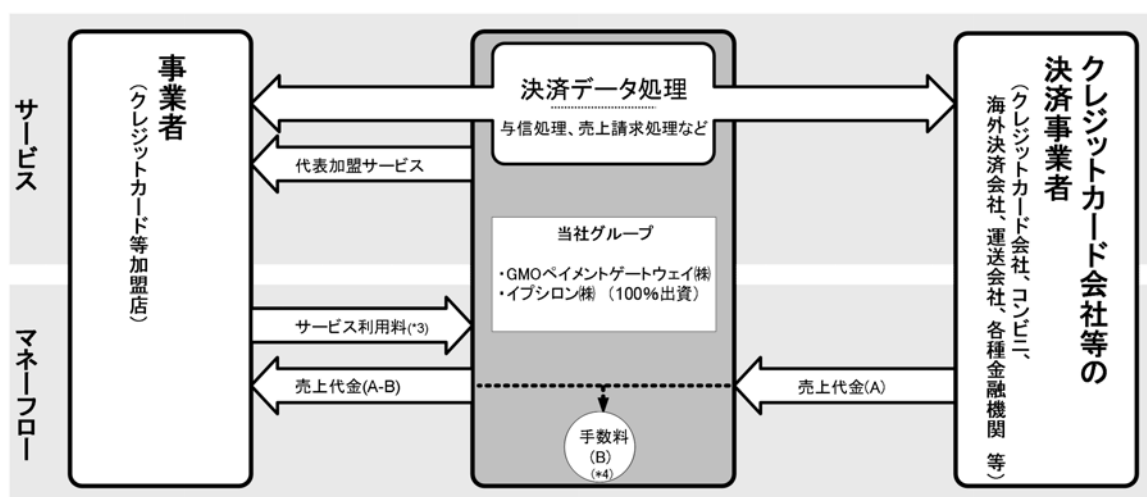 サービス
事業者
（クレジットカード等加盟店）
決済データ処理
与信処理、売上請求処理など
代表加盟サービス
当社グループ
・GMOペイメントゲートウェイ㈱
・イプシロン㈱ （100％出資）
クレジットカード会社等の
決済事業者
（クレジットカード会社、コンビニ、
海外決済会社、運送会社、各種金融機関 等）
マネーフロー
サービス利用料(*3)
売上代金(A-B)
売上代金(A)
手数料
(B)
(*4)